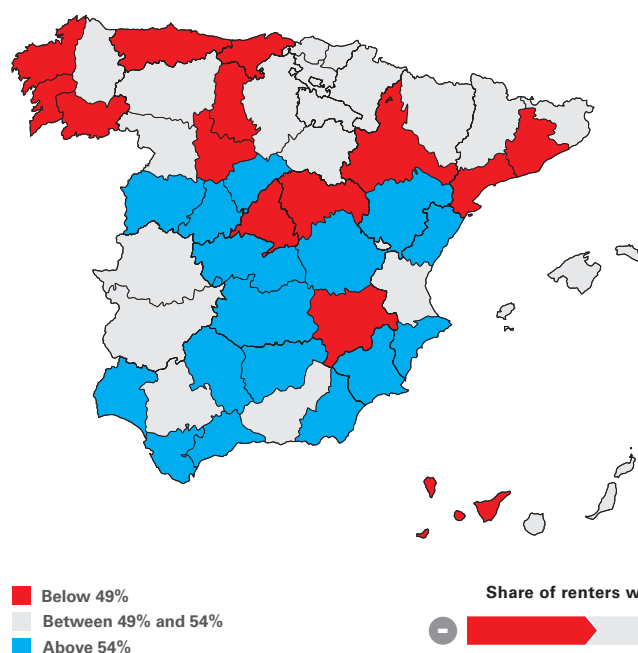 Below 49%
Between 49% and 54%
Above 54%
Share of renters w
-